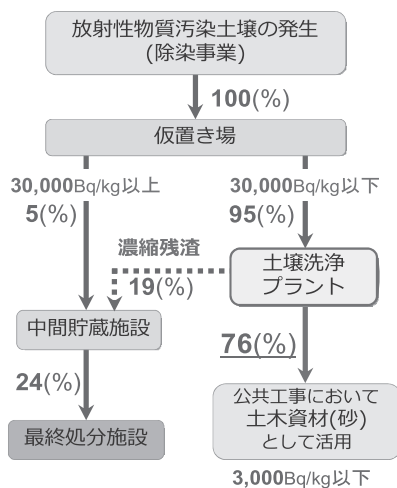 放射性物質汚染土壌の発生
(除染事業)
100(%)
仮置き場
30,000Bq/kg以上
5(%)
30,000Bq/kg以下
95(%)
濃縮残渣
19(%)
土壌洗浄
プラント
中間貯蔵施設
76(%)
24(%)
最終処分施設
公共工事において
土木資材(砂)
として活用
3,000Bq/kg以下